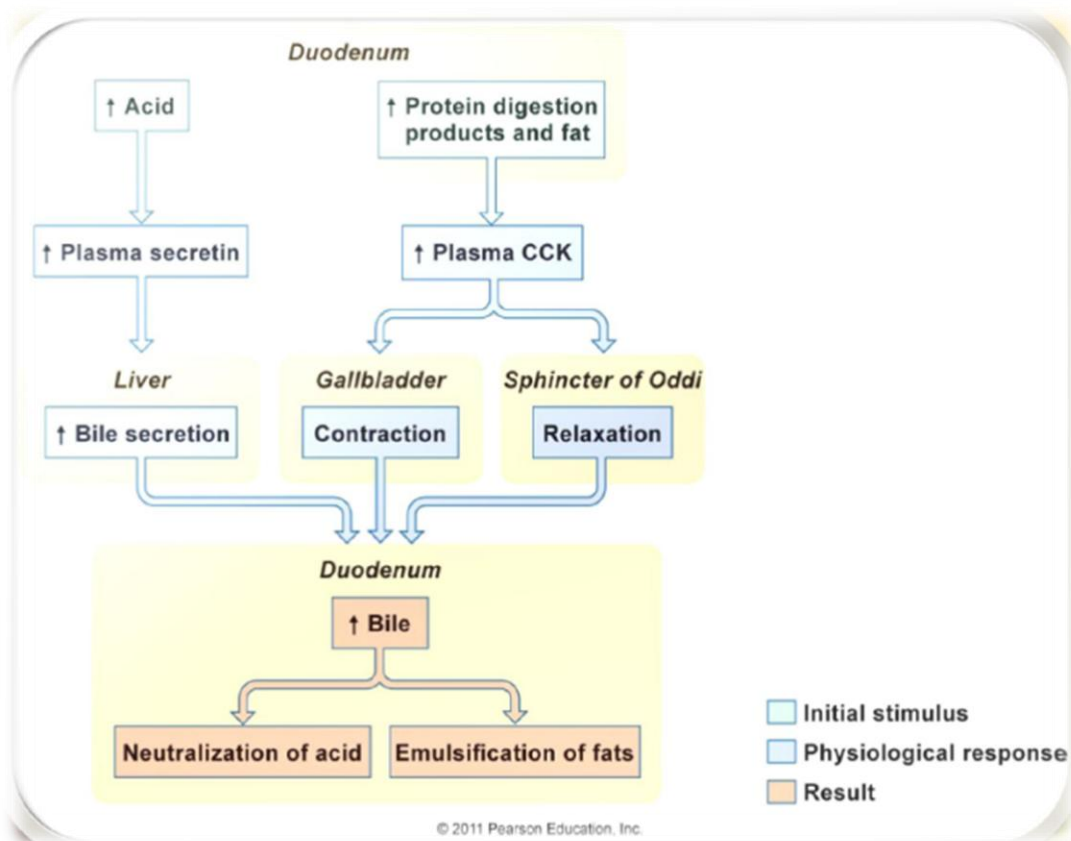 Duodenum
↑ Acid
↑ Protein digestion
products and fat
↑ Plasma secretin
↑ Plasma CCK
Liver
Gallbladder
Sphincter of Oddi
↑ Bile secretion
Contraction
Relaxation
Duodenum
↑ Bile
Neutralization of acid
Emulsification of fats
Initial stimulus
Physiological response
Result
© 2011 Pearson Education, Inc.